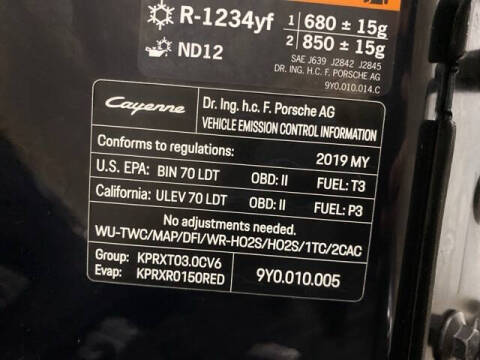 R-1234yf 1 680 ± 15g
2 850 ± 15g
ND12
SAE J639 J2842 J2845
DR. ING. H.C. F. PORSCHE AG
9Y0.010.014.C
Cayenne Dr. Ing. h.c. F. Porsche AG
VEHICLE EMISSION CONTROL INFORMATION
Conforms to regulations: 2019 MY
U.S. EPA: BIN 70 LDT OBD: II FUEL: T3
California: ULEV 70 LDT OBD: II FUEL: P3
No adjustments needed.
WU-TWC/MAP/DFI/WR-HO2S/HO2S/1TC/2CAC
Group: KPRXT03.0CV6
Evap: KPRXR0150RED 9Y0.010.005